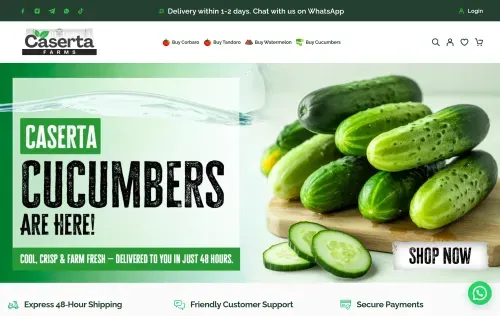 Delivery within 1-2 days. Chat with us on WhatsApp
Login
Caserta
FARMS
Buy Corbaro
Buy Tandoro
Buy Watermelon
Buy Cucumbers
CASERTA
CUCUMBERS
ARE HERE!
COOL, CRISP & FARM FRESH – DELIVERED TO YOU IN JUST 48 HOURS.
SHOP NOW
Express 48-Hour Shipping
Friendly Customer Support
Secure Payments